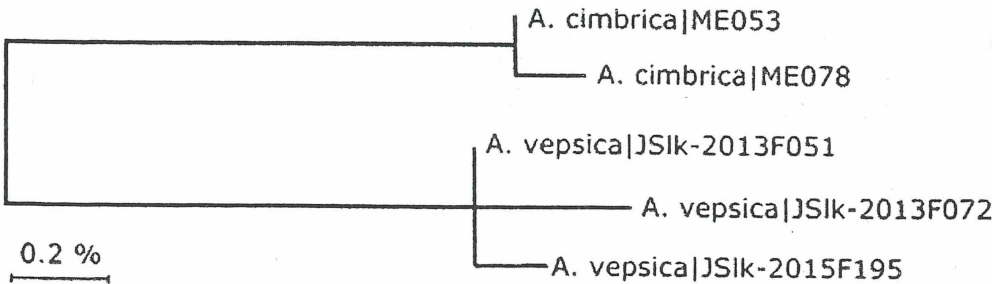 A. cimbrica|ME053
A. cimbrica|ME078
A. vepsica|JSlk-2013F051
A. vepsica|JSlk-2013F072
0.2 %
A. vepsica|JSlk-2015F195